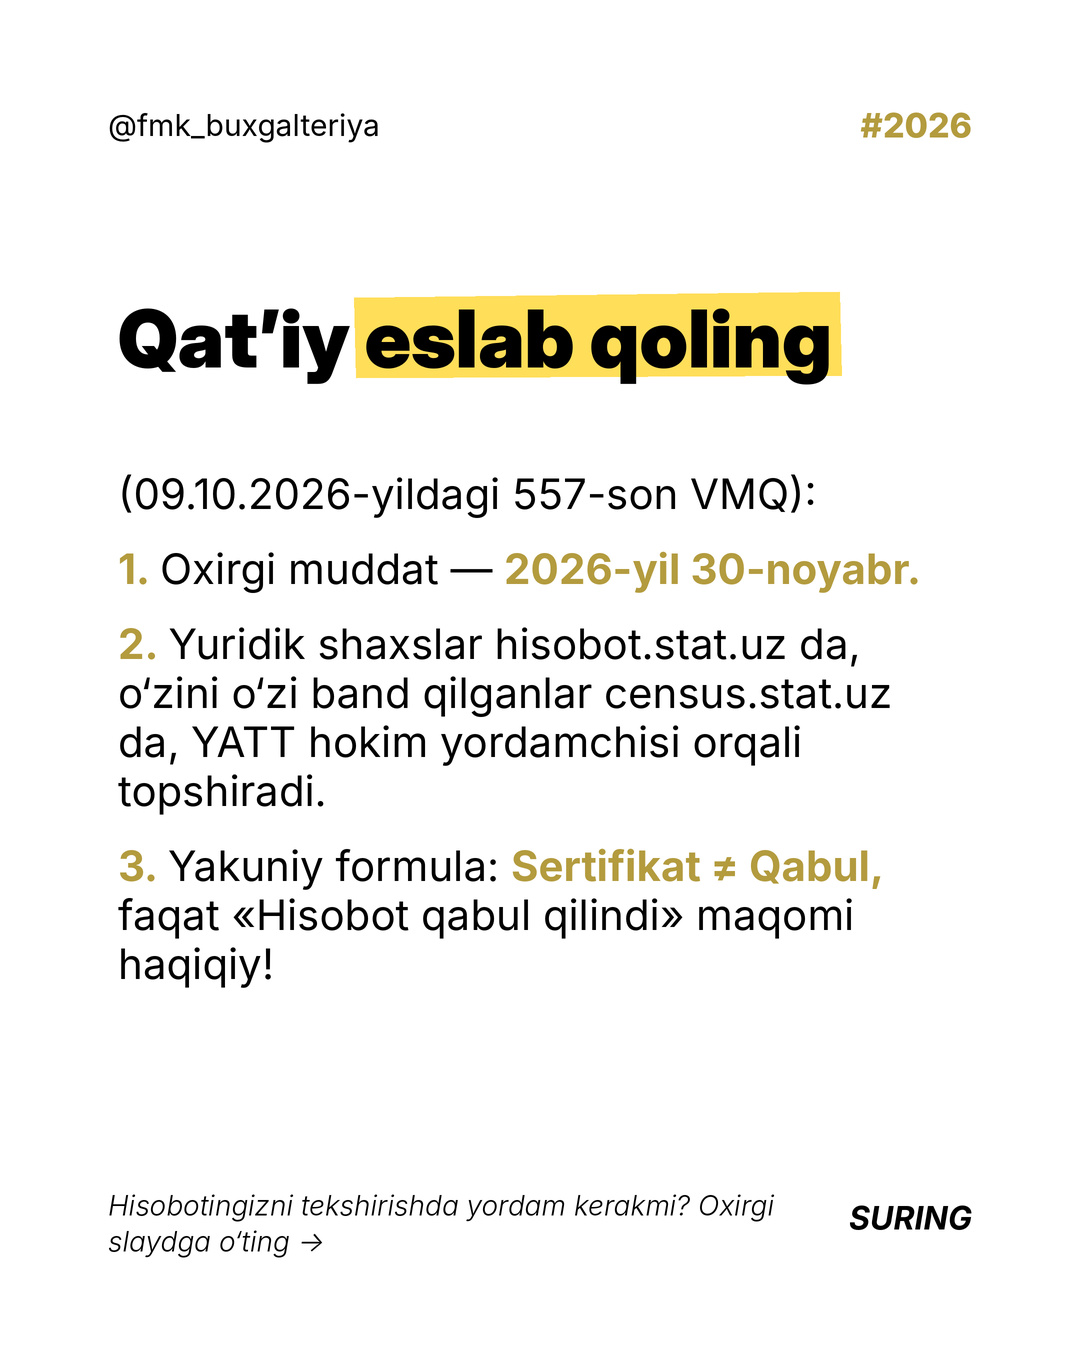 @fmk_buxgalteriya
#2026
Qat’iy eslab qoling
(09.10.2026-yildagi 557-son VMQ):
1. Oxirgi muddat — 2026-yil 30-noyabr.
2. Yuridik shaxslar hisobot.stat.uz da,
o‘zini o‘zi band qilganlar census.stat.uz
da, YATT hokim yordamchisi orqali
topshiradi.
3. Yakuniy formula: Sertifikat ≠ Qabul,
faqat «Hisobot qabul qilindi» maqomi
haqiqiy!
Hisobotingizni tekshirishda yordam kerakmi? Oxirgi
slaydga o‘ting →
SURING